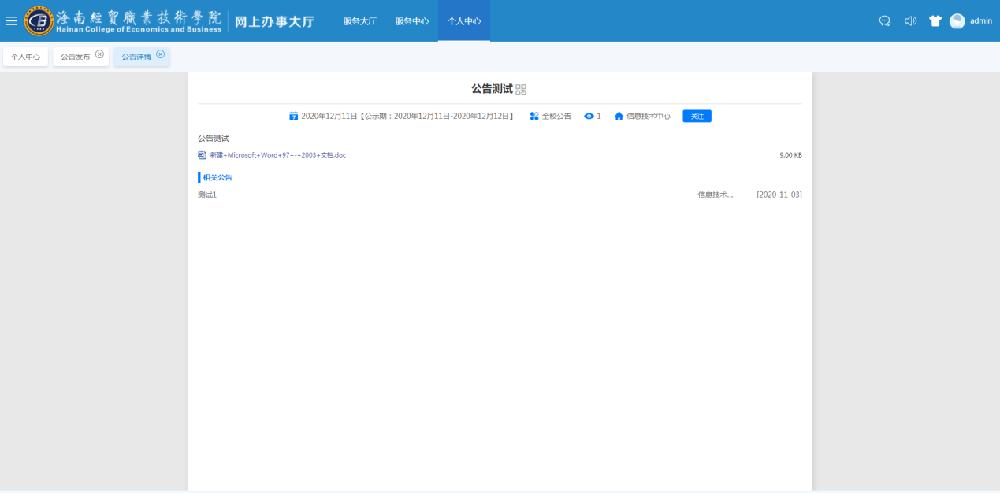 海南經貿職業技術學院
Hainan College of Economics and Business
网上办事大厅
服务大厅 服务中心 个人中心
admin
个人中心 公告发布 公告详情
公告测试
7 2020年12月11日【公示期：2020年12月11日-2020年12月12日】 全校公告 1 信息技术中心 关注
公告测试
新建+Microsoft+Word+97+-+2003+文档.doc 9.00 KB
相关公告
测试1 信息技术... [2020-11-03]